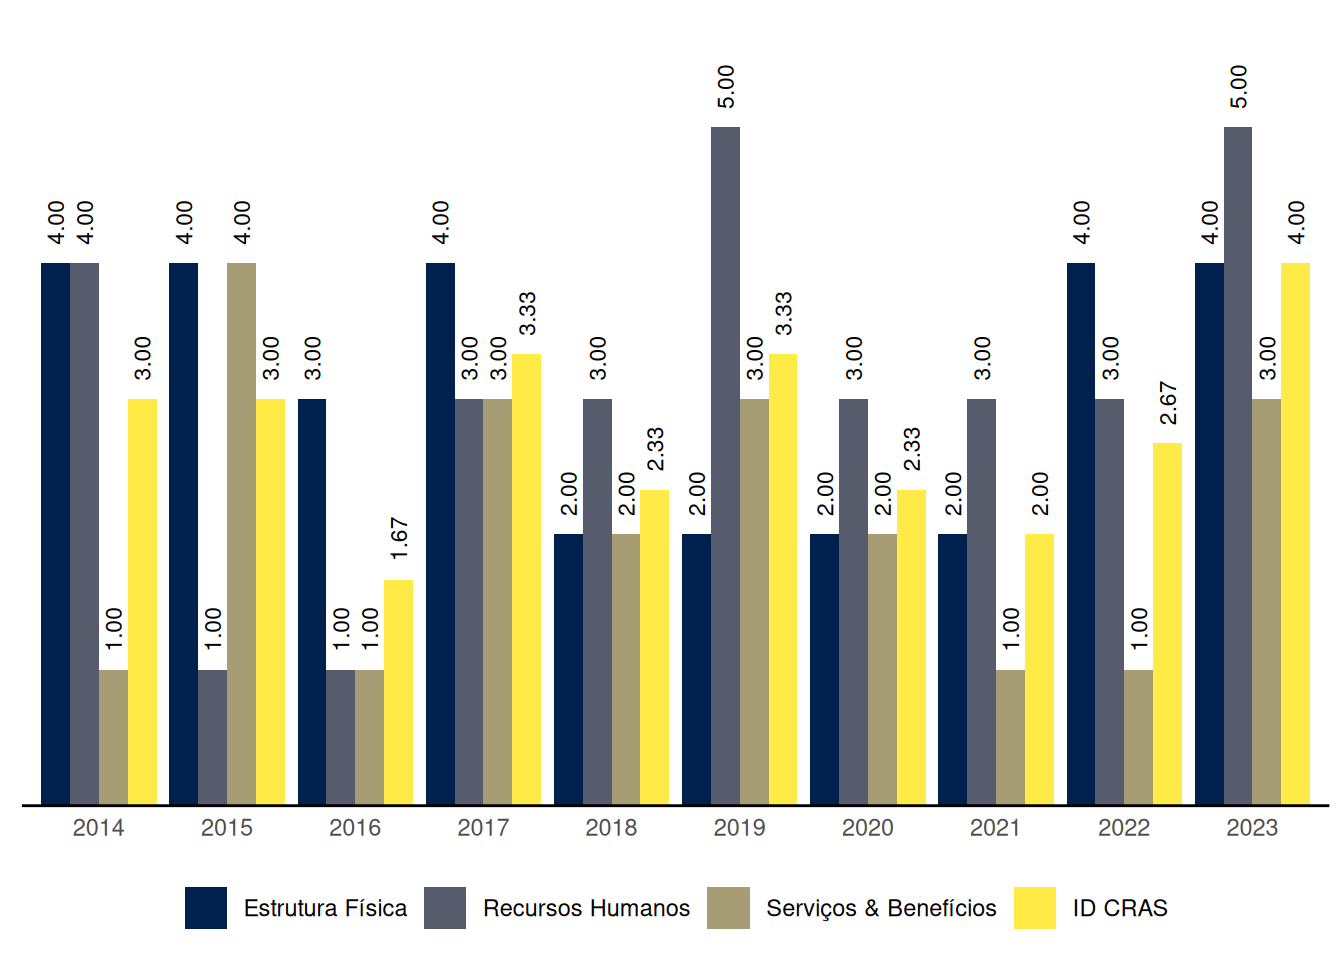 5.00 5.00
4.00 4.00 4.00 4.00 4.00 4.00 4.00 4.00
3.33 3.33
3.00 3.00 3.00 3.00 3.00 3.00 3.00 3.00 3.00 3.00 3.00
2.67
2.33 2.33
2.00 2.00 2.00 2.00 2.00 2.00 2.00
1.67
1.00 1.00 1.00 1.00 1.00 1.00
2014 2015 2016 2017 2018 2019 2020 2021 2022 2023
Estrutura Física Recursos Humanos Serviços & Benefícios ID CRAS